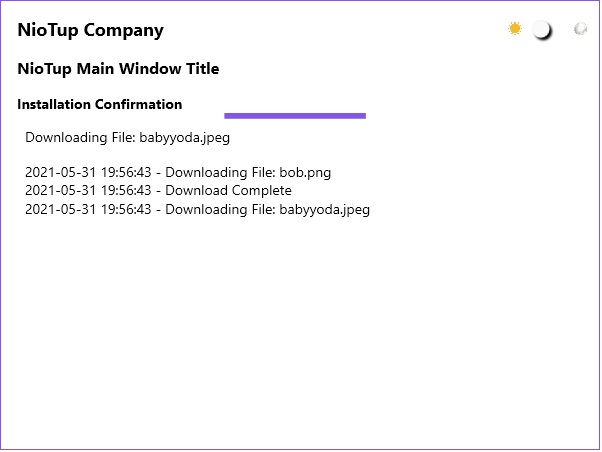 NioTup Company
NioTup Main Window Title
Installation Confirmation
Downloading File: babyyoda.jpeg
2021-05-31 19:56:43 - Downloading File: bob.png
2021-05-31 19:56:43 - Download Complete
2021-05-31 19:56:43 - Downloading File: babyyoda.jpeg